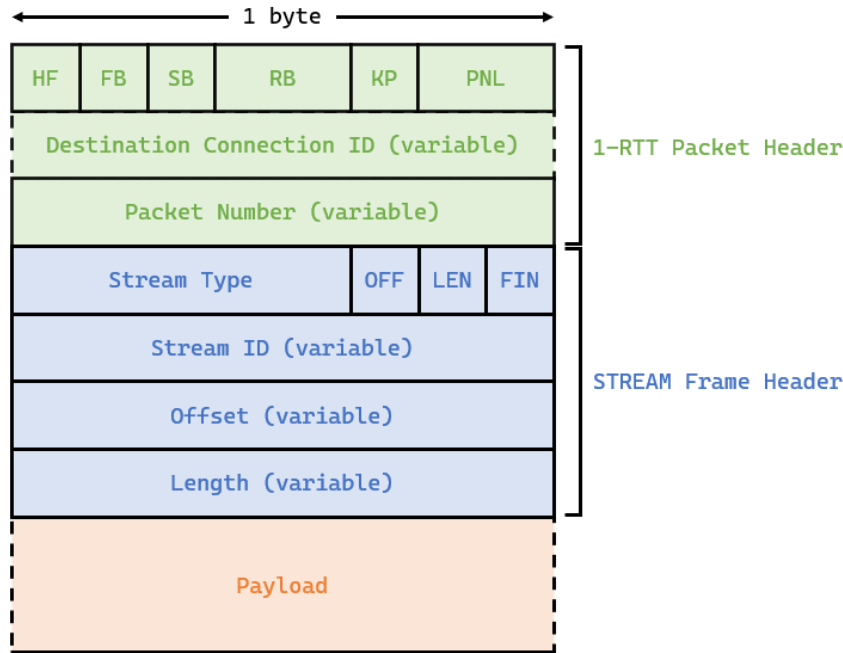 1 byte
HF FB SB RB KP PNL
Destination Connection ID (variable)
1-RTT Packet Header
Packet Number (variable)
Stream Type OFF LEN FIN
Stream ID (variable)
STREAM Frame Header
Offset (variable)
Length (variable)
Payload